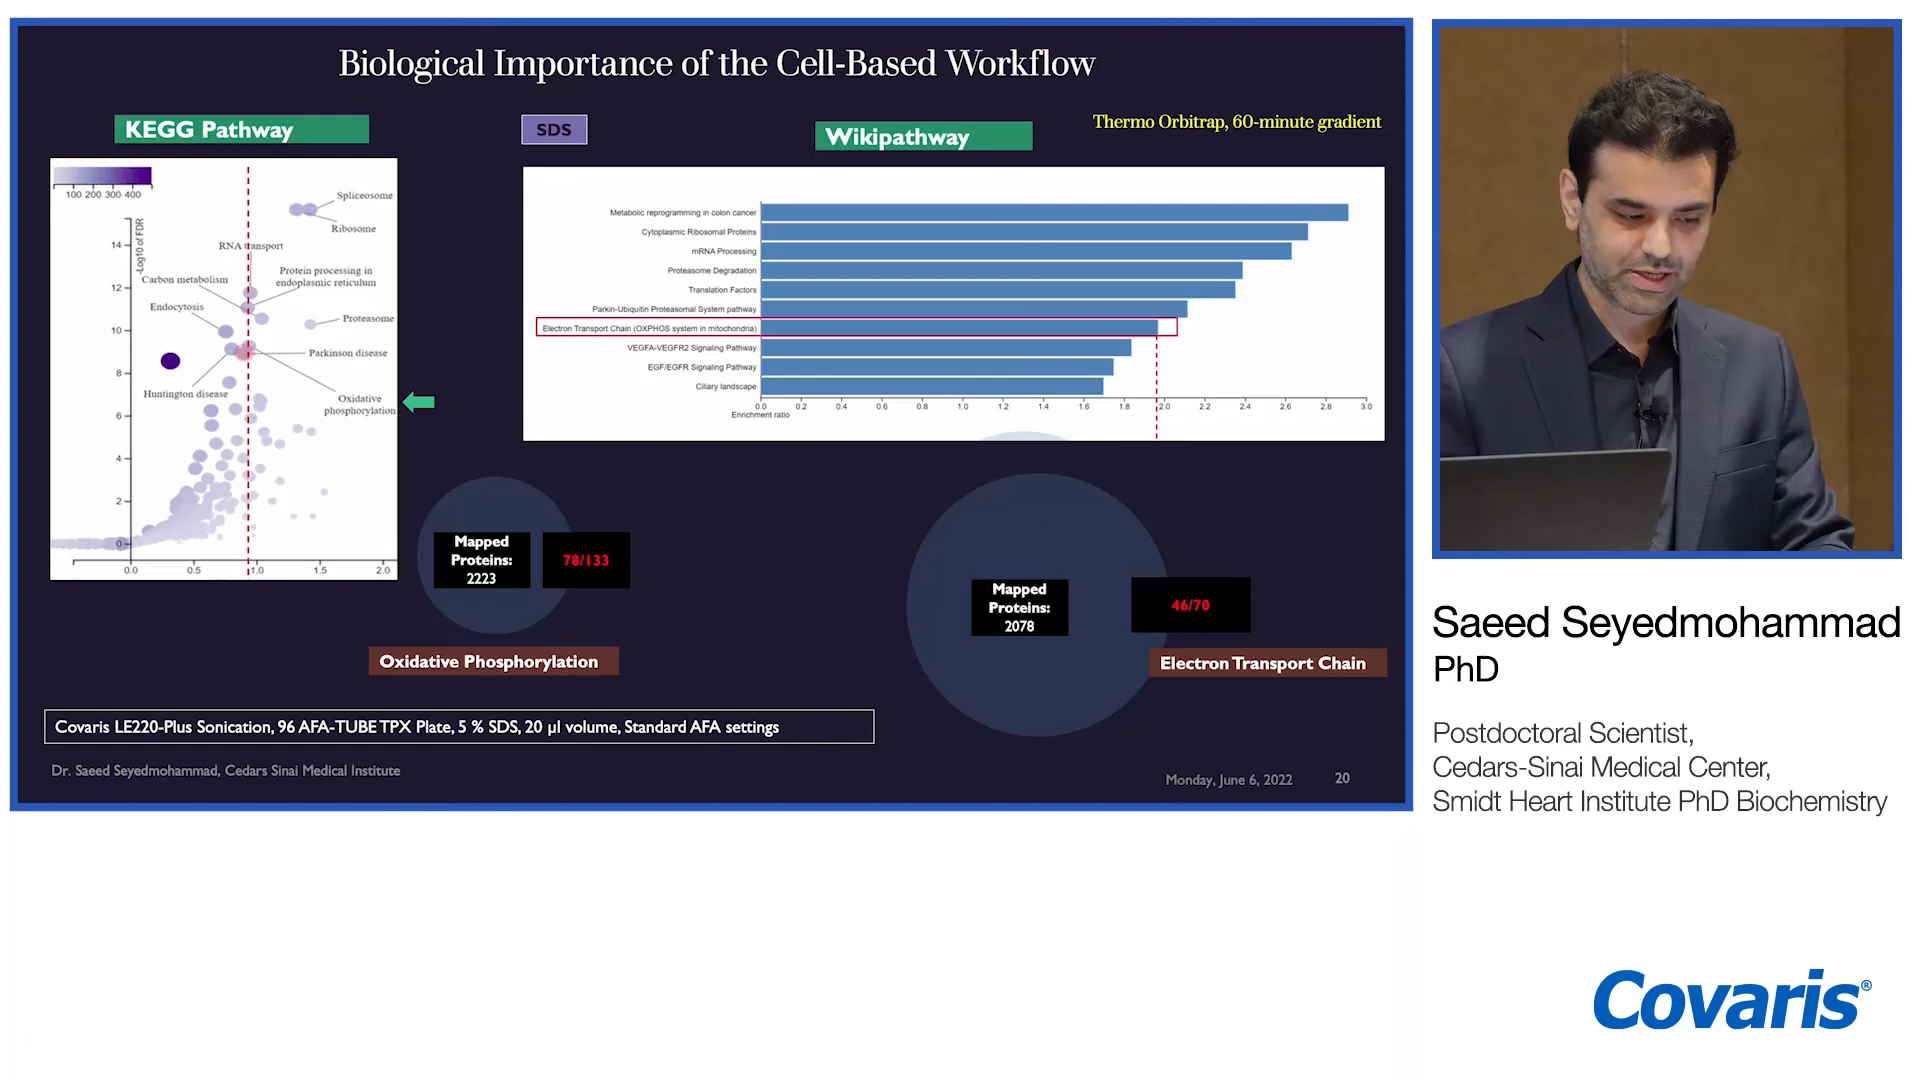 Biological Importance of the Cell-Based Workflow
KEGG Pathway
SDS
Wikipathway
Thermo Orbitrap, 60-minute gradient
100 200 300 400
-Log10 of FDR
14
12
10
8
6
4
2
0
0.0 0.5 1.0 1.5 2.0
Spliceosome
Ribosome
RNA transport
Carbon metabolism
Protein processing in
endoplasmic reticulum
Endocytosis
Proteasome
Parkinson disease
Huntington disease
Oxidative
phosphorylation
Metabolic reprogramming in colon cancer
Cytoplasmic Ribosomal Proteins
mRNA Processing
Proteasome Degradation
Translation Factors
Parkin-Ubiquitin Proteasomal System pathway
Electron Transport Chain (OXPHOS system in mitochondria)
VEGFA-VEGFR2 Signaling Pathway
EGF/EGFR Signaling Pathway
Ciliary landscape
0.0 0.2 0.4 0.6 0.8 1.0 1.2 1.4 1.6 1.8 2.0 2.2 2.4 2.6 2.8 3.0
Enrichment ratio
Mapped
Proteins:
2223
78/133
Oxidative Phosphorylation
Mapped
Proteins:
2078
46/70
Electron Transport Chain
Covaris LE220-Plus Sonication, 96 AFA-TUBE TPX Plate, 5 % SDS, 20 µl volume, Standard AFA settings
Dr. Saeed Seyedmohammad, Cedars Sinai Medical Institute
Monday, June 6, 2022
20
Saeed Seyedmohammad
PhD
Postdoctoral Scientist,
Cedars-Sinai Medical Center,
Smidt Heart Institute PhD Biochemistry
Covaris®